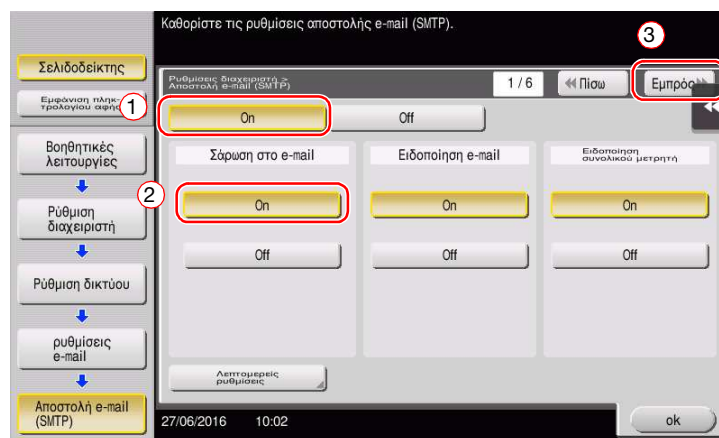 Καθορίστε τις ρυθμίσεις αποστολής e-mail (SMTP).
3
Σελιδοδείκτης
Ρυθμίσεις διαχειριστή >
Αποστολή e-mail (SMTP)
1 / 6
Πίσω
Εμπρός
Εμφάνιση πληκ-
τρολογίου αφής
1
On
Off
Βοηθητικές
λειτουργίες
Σάρωση στο e-mail
Ειδοποίηση e-mail
Ειδοποίηση
συνολικού μετρητή
2
On
On
On
Ρύθμιση
διαχειριστή
Off
Off
Off
Ρύθμιση δικτύου
ρυθμίσεις
e-mail
Λεπτομερείς
ρυθμίσεις
Αποστολή e-mail
(SMTP)
27/06/2016
10:02
ok